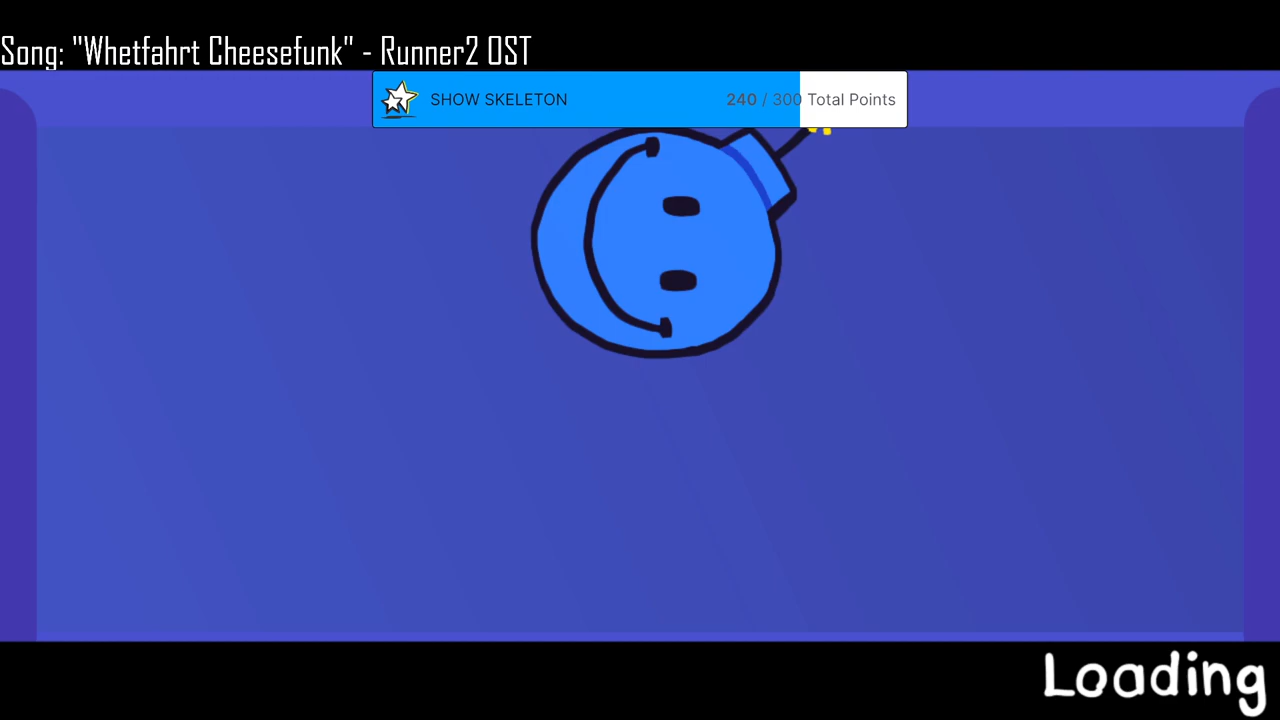 Song: "Whetfahrt Cheesefunk" - Runner2 OST
SHOW SKELETON 240 / 300 Total Points
Loading